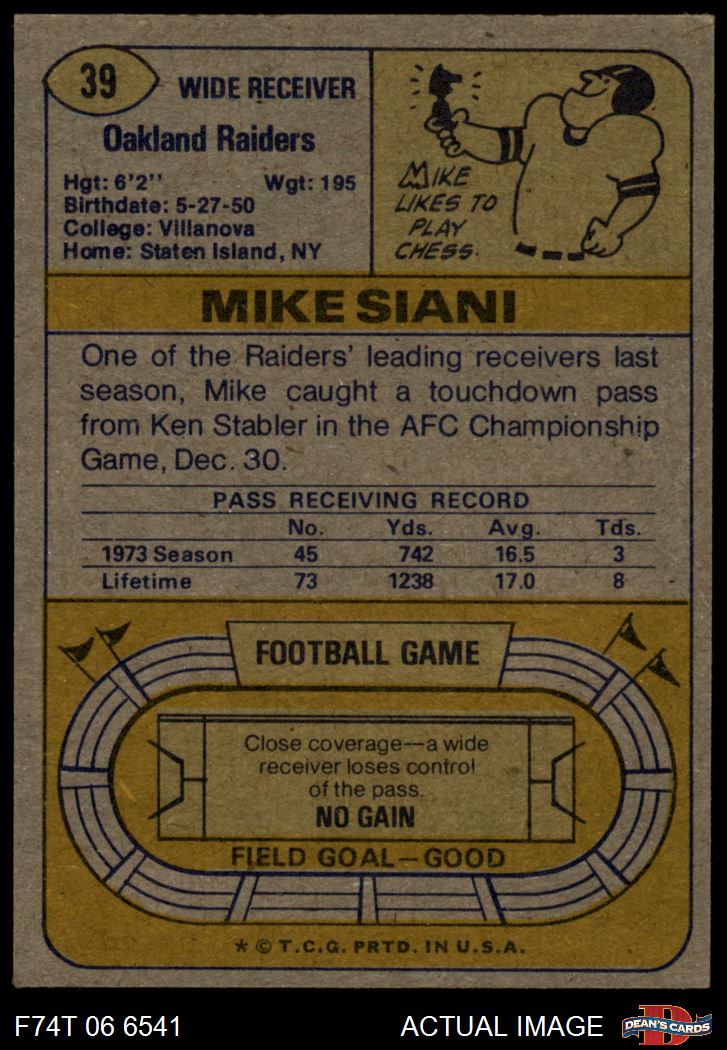 39
WIDE RECEIVER
Oakland Raiders
Hgt: 6'2'' Wgt: 195
Birthdate: 5-27-50
College: Villanova
Home: Staten Island, NY
MIKE
LIKES TO
PLAY
CHESS.
MIKE SIANI
One of the Raiders' leading receivers last
season, Mike caught a touchdown pass
from Ken Stabler in the AFC Championship
Game, Dec. 30.
PASS RECEIVING RECORD
No. Yds. Avg. Tds.
1973 Season 45 742 16.5 3
Lifetime 73 1238 17.0 8
FOOTBALL GAME
Close coverage—a wide
receiver loses control
of the pass.
NO GAIN
FIELD GOAL—GOOD
* © T.C.G. PRTD. IN U.S.A.
F74T 06 6541 ACTUAL IMAGE
D
DEAN'S CARDS